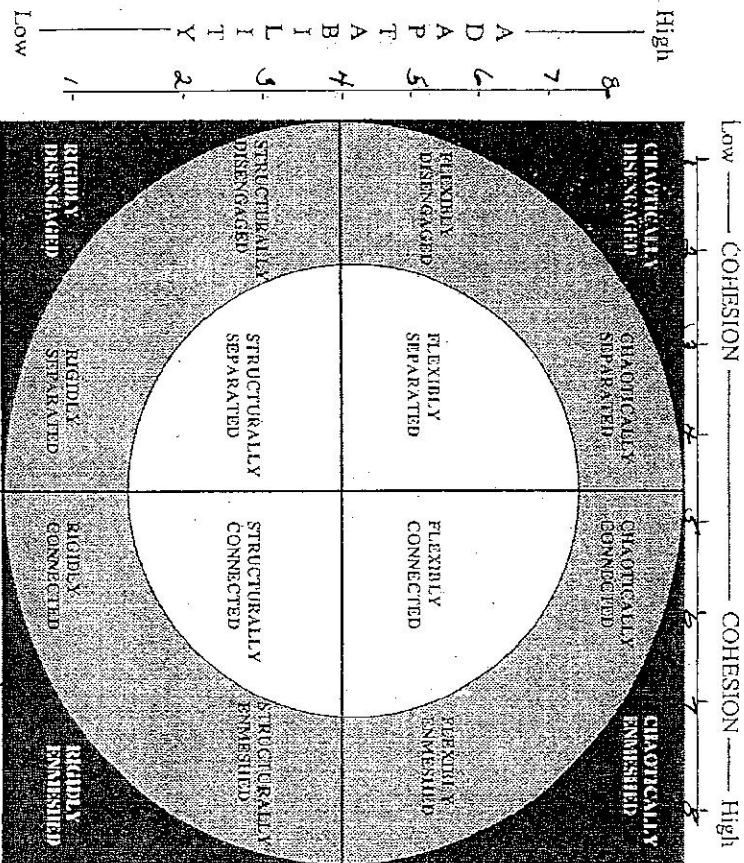 Low COHESION COHESION High
1 2 3 4 5 6 7 8
High
ADAPTABILITY
Low
8
7
6
5
4
3
2
1
CHAOTICALLY
DISENGAGED
CHAOTICALLY
SEPARATED
CHAOTICALLY
CONNECTED
CHAOTICALLY
ENMESHED
FLEXIBLY
DISENGAGED
FLEXIBLY
SEPARATED
FLEXIBLY
CONNECTED
FLEXIBLY
ENMESHED
STRUCTURALLY
DISENGAGED
STRUCTURALLY
SEPARATED
STRUCTURALLY
CONNECTED
STRUCTURALLY
ENMESHED
RIGIDLY
DISENGAGED
RIGIDLY
SEPARATED
RIGIDLY
CONNECTED
RIGIDLY
ENMESHED